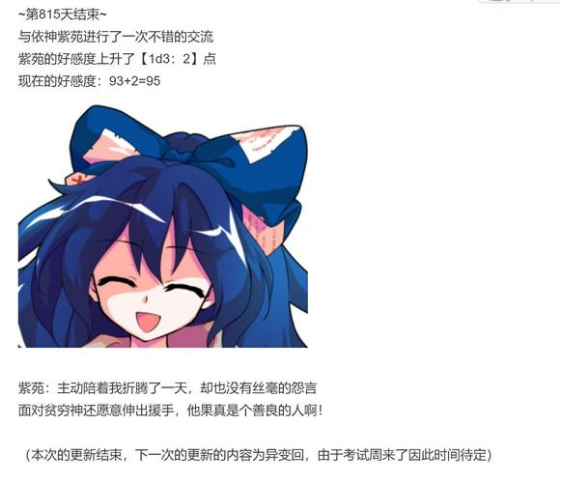 ~第815天结束~
与依神紫苑进行了一次不错的交流
紫苑的好感度上升了【1d3：2】点
现在的好感度：93+2=95
紫苑：主动陪着我折腾了一天，却也没有丝毫的怨言
面对贫穷神还愿意伸出援手，他果真是个善良的人啊！
（本次的更新结束，下一次的更新的内容为异变回，由于考试周来了因此时间待定）